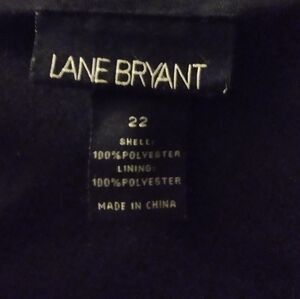 LANE BRYANT
22
SHELL:
100%POLYESTER
LINING:
100%POLYESTER
MADE IN CHINA